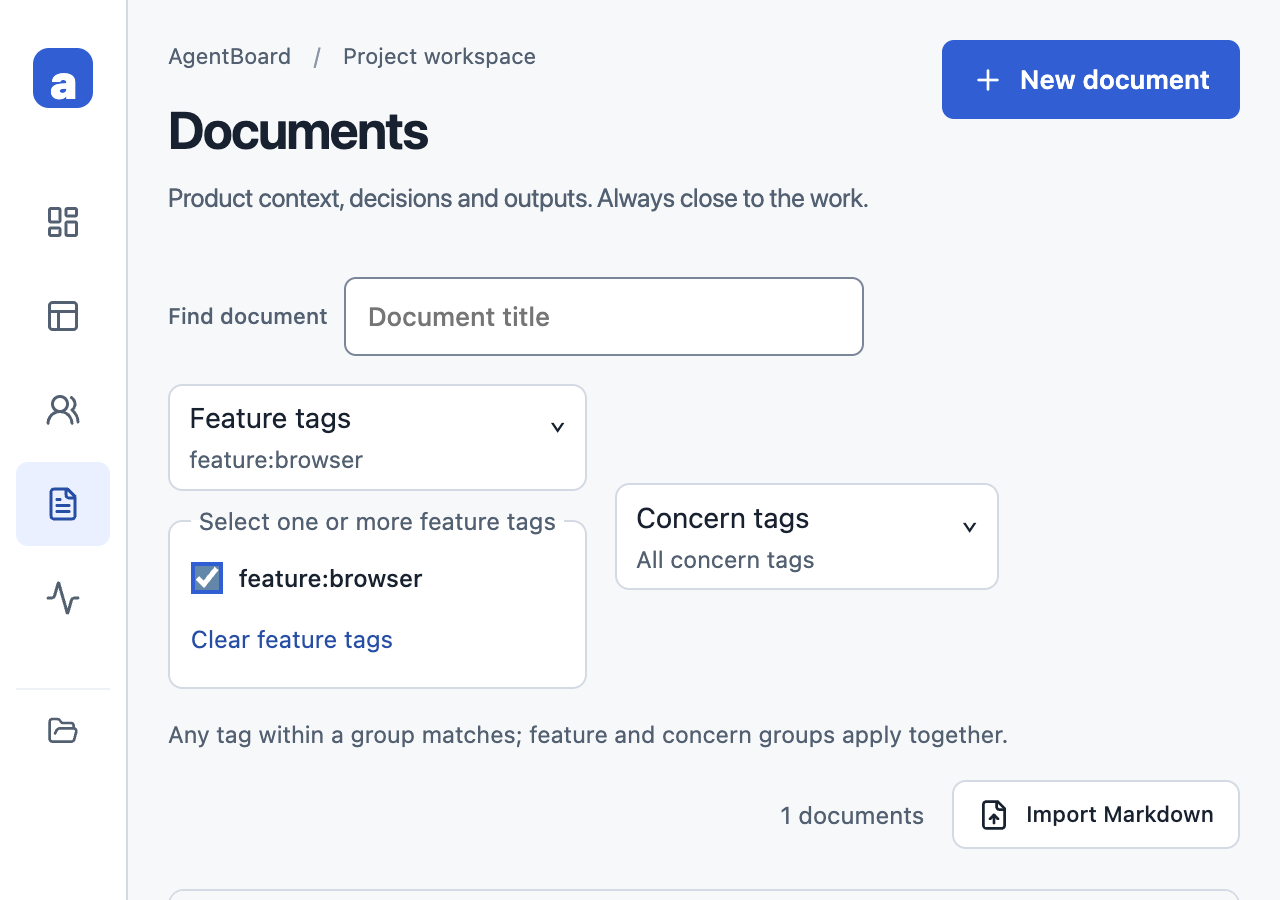 a
AgentBoard / Project workspace
New document
Documents
Product context, decisions and outputs. Always close to the work.
Find document
Document title
Feature tags
feature:browser
Select one or more feature tags
feature:browser
Clear feature tags
Concern tags
All concern tags
Any tag within a group matches; feature and concern groups apply together.
1 documents
Import Markdown